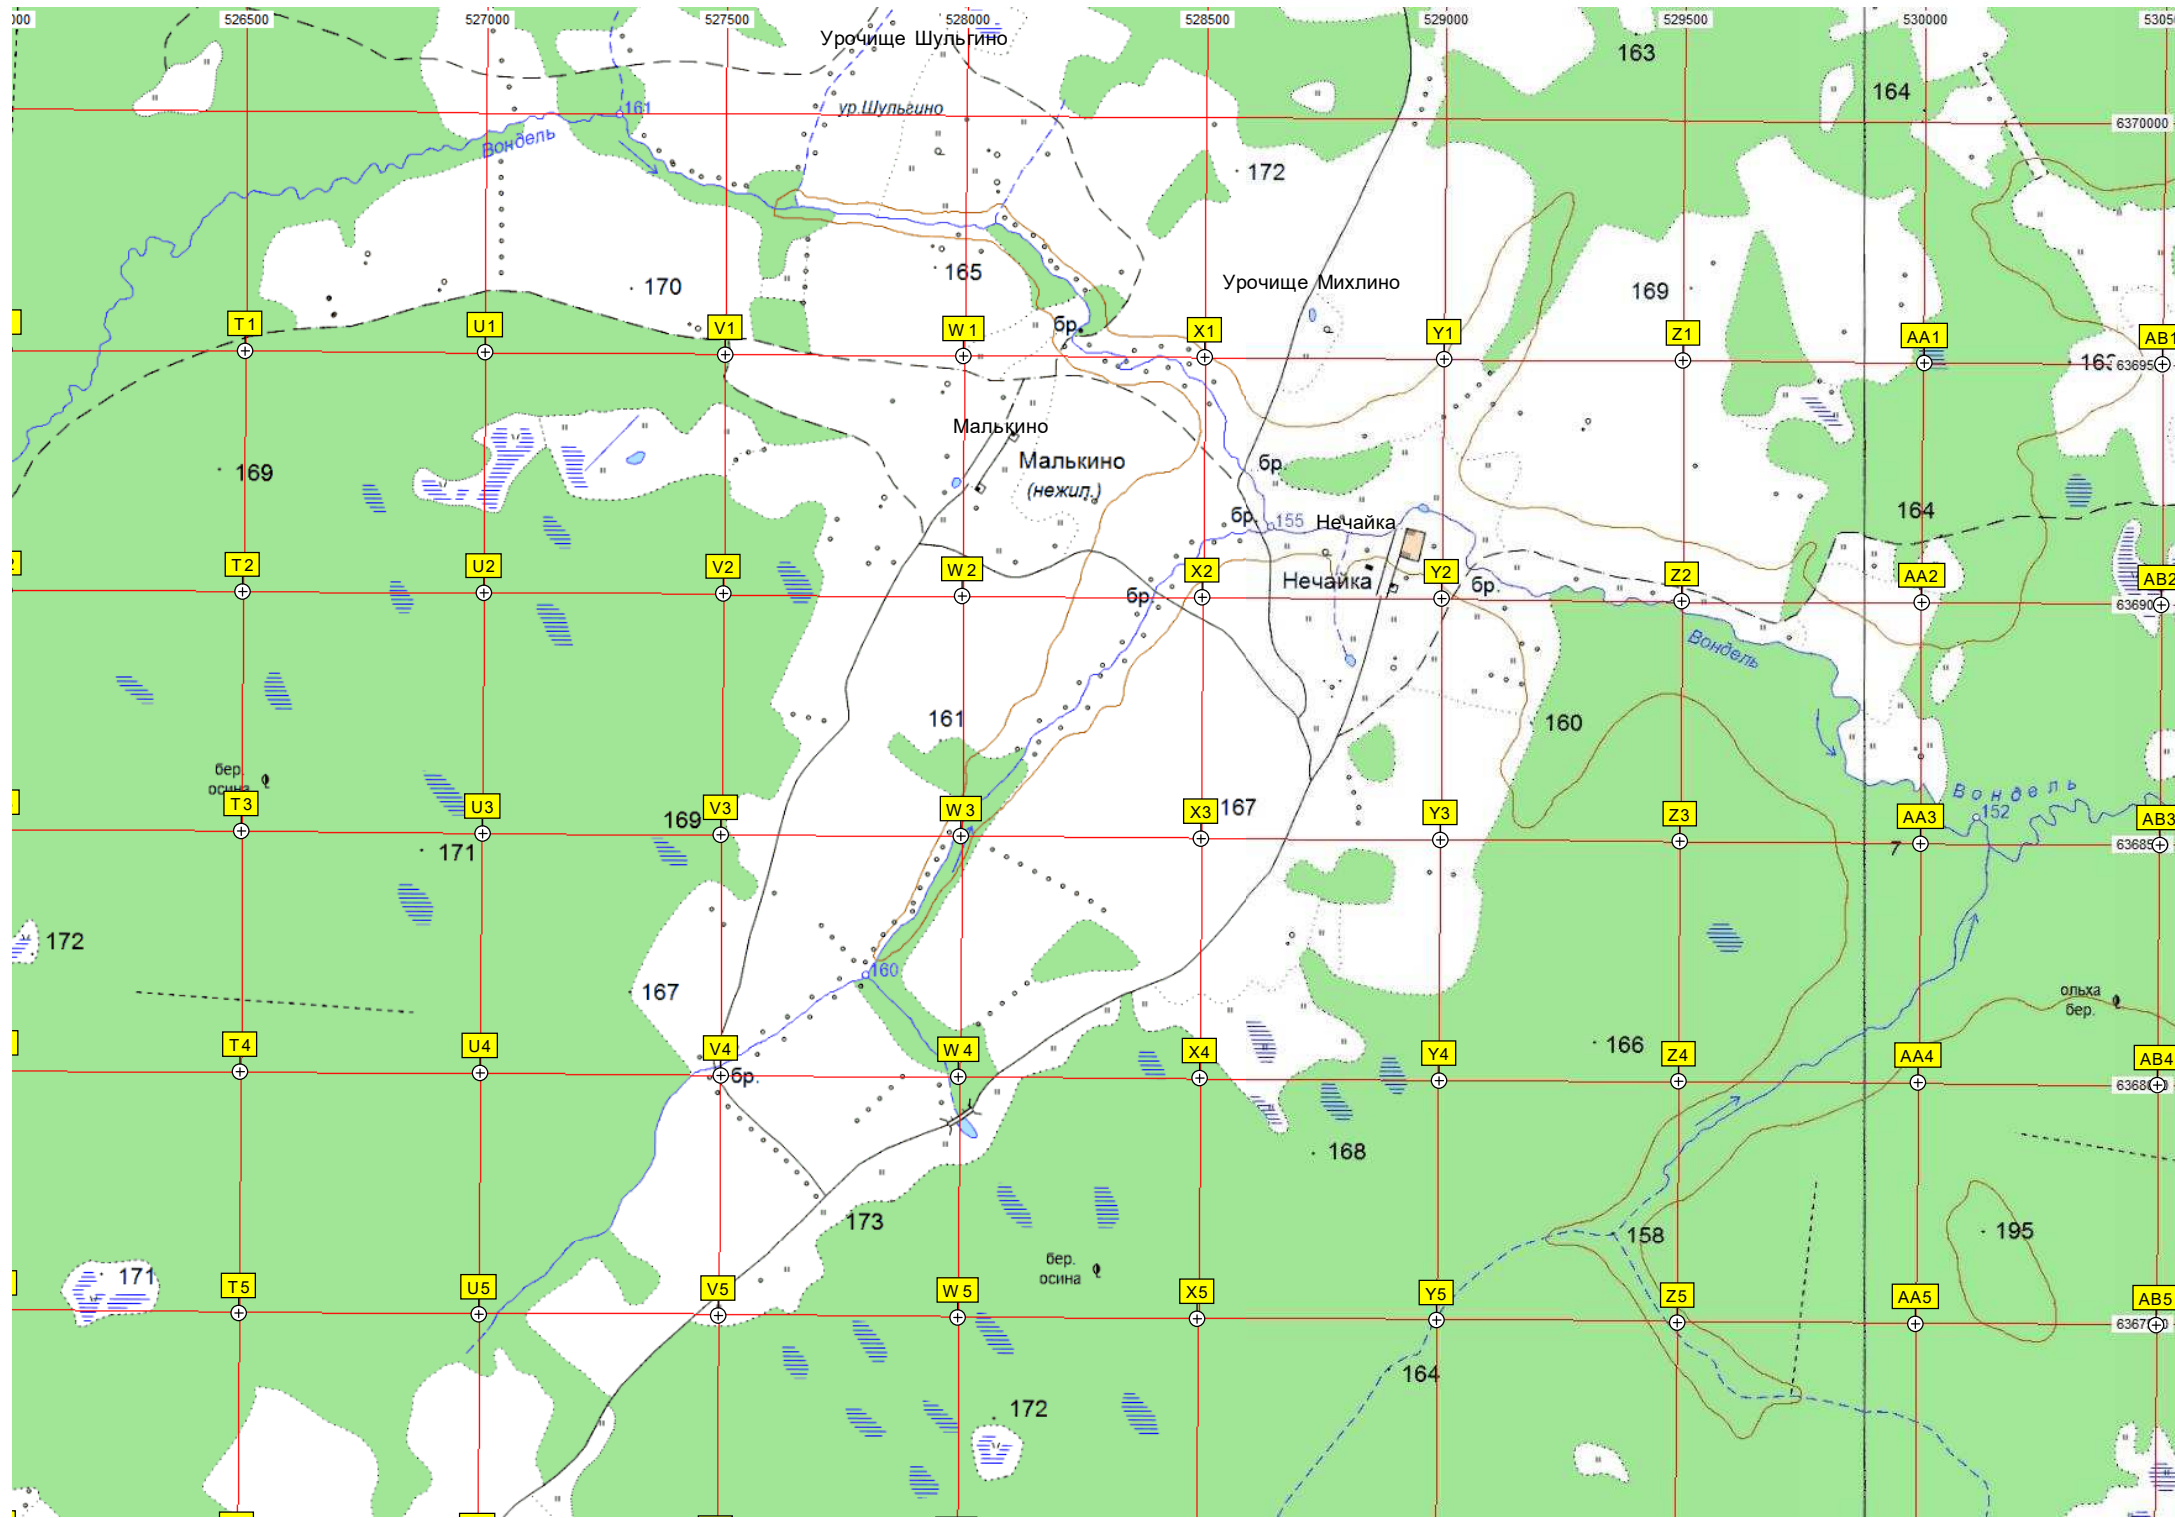 526500 527000 527500 528000 528500 529000 529500 530000
Урочище Шульгино
163
164
161
ур.Шульгино
6370000
Вондель
172
165
170
Урочище Михлино
169
бр.
T1 U1 V1 W1 X1 Y1 Z1 AA1 AB1
Малькино
Малькино
(нежил.)
169
бр.
164
бр.
155
Нечайка
Нечайка
T2 U2 V2 W2 X2 Y2 Z2 AA2 AB2
бр.
бр.
Вондель
161
160
бер.
осина
Вондель
152
T3 U3 V3 W3 X3 Y3 Z3 AA3 AB3
169
167
171
7
172
160
167
ольха
бер.
166
T4 U4 V4 W4 X4 Y4 Z4 AA4 AB4
бр.
168
173
158
195
бер.
осина
171
T5 U5 V5 W5 X5 Y5 Z5 AA5 AB5
164
172